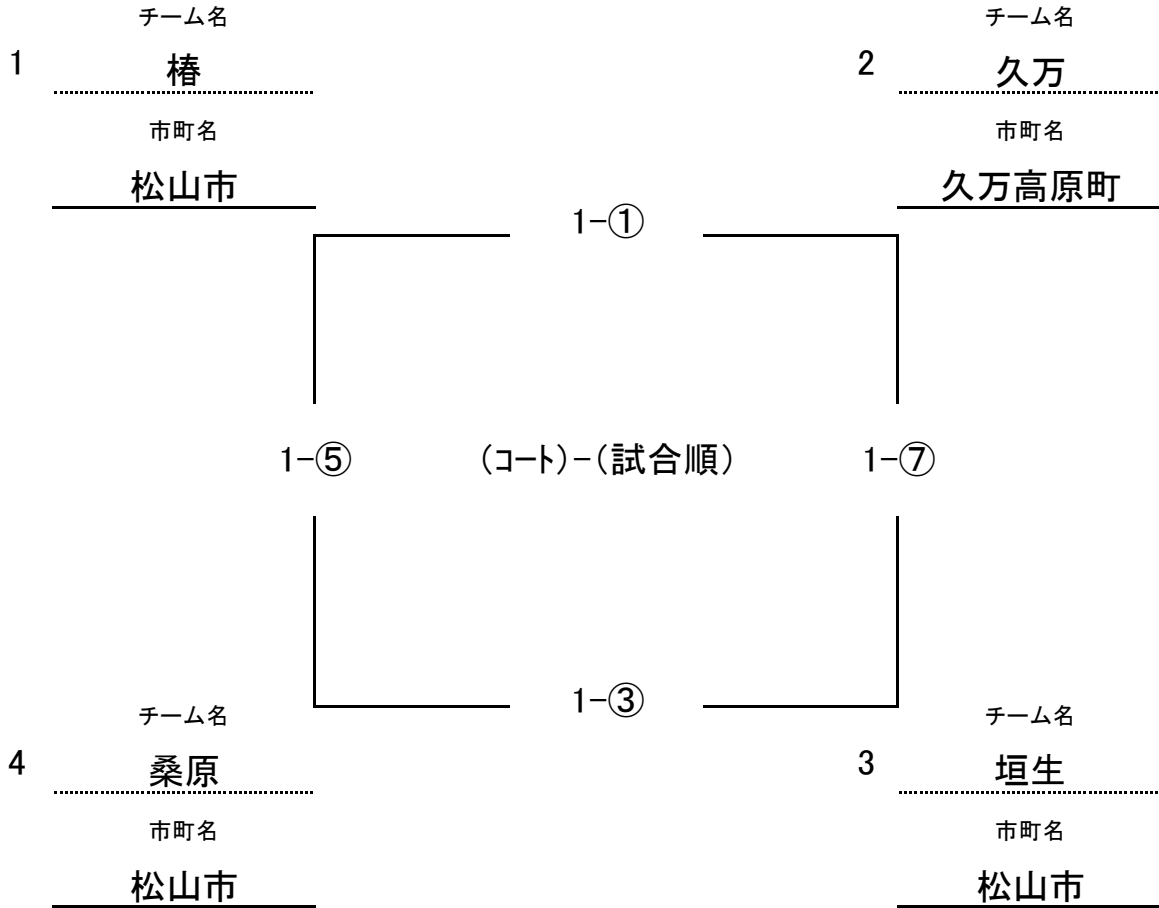 チーム名
チーム名
1
椿
2
久万
市町名
市町名
松山市
久万高原町
1-①
1-⑤
(コート)-(試合順)
1-⑦
1-③
チーム名
チーム名
4
桑原
3
垣生
市町名
市町名
松山市
松山市